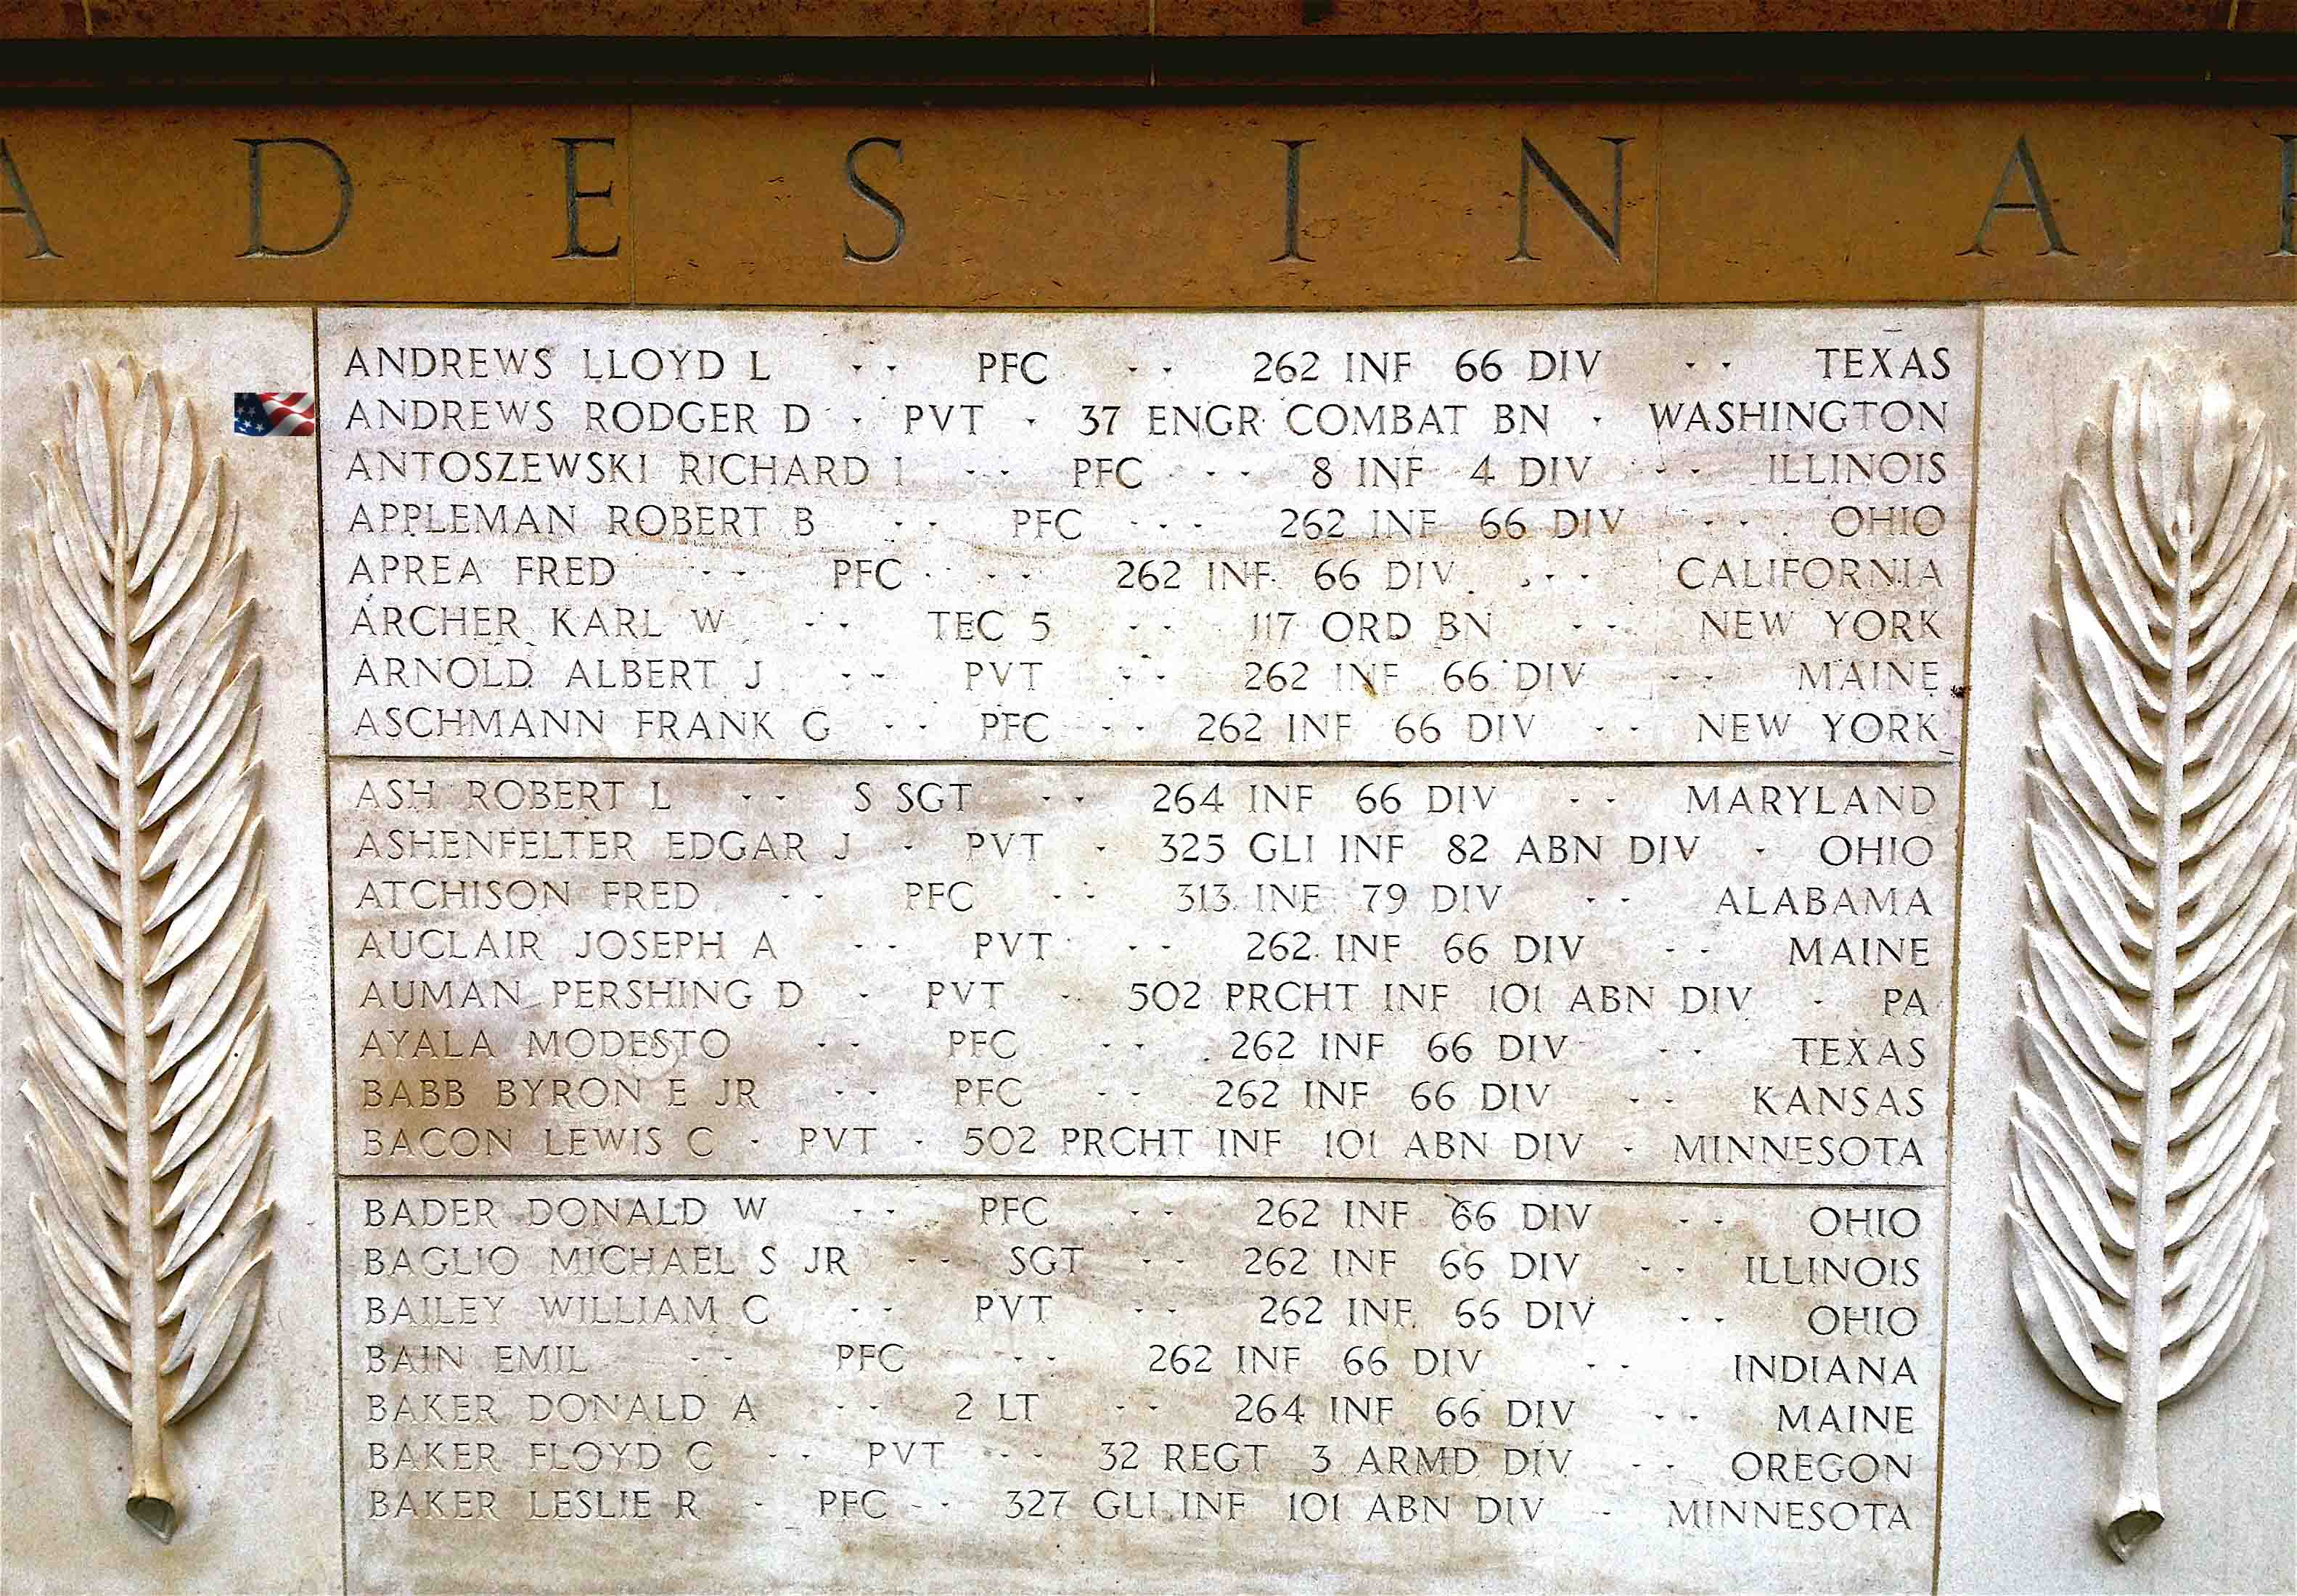 A D E S I N A
ANDREWS LLOYD L - - PFC - - 262 INF 66 DIV - - TEXAS
ANDREWS RODGER D - PVT - 37 ENGR COMBAT BN - WASHINGTON
ANTOSZEWSKI RICHARD I - - PFC - - 8 INF 4 DIV - - ILLINOIS
APPLEMAN ROBERT B - - PFC - - 262 INF 66 DIV - - OHIO
APREA FRED - - PFC - - 262 INF 66 DIV - - CALIFORNIA
ARCHER KARL W - - TEC 5 - - 117 ORD BN - - NEW YORK
ARNOLD ALBERT J - - PVT - - 262 INF 66 DIV - - MAINE
ASCHMANN FRANK G - - PFC - - 262 INF 66 DIV - - NEW YORK
ASH ROBERT L - - S SGT - - 264 INF 66 DIV - - MARYLAND
ASHENFELTER EDGAR J - PVT - 325 GLI INF 82 ABN DIV - OHIO
ATCHISON FRED - - PFC - - 313 INF 79 DIV - - ALABAMA
AUCLAIR JOSEPH A - - PVT - - 262 INF 66 DIV - - MAINE
AUMAN PERSHING D - PVT - 502 PRCHT INF 101 ABN DIV - PA
AYALA MODESTO - - PFC - - 262 INF 66 DIV - - TEXAS
BABB BYRON E JR - - PFC - - 262 INF 66 DIV - - KANSAS
BACON LEWIS C - PVT - 502 PRCHT INF 101 ABN DIV - MINNESOTA
BADER DONALD W - - PFC - - 262 INF 66 DIV - - OHIO
BAGLIO MICHAEL S JR - - SGT - - 262 INF 66 DIV - - ILLINOIS
BAILEY WILLIAM C - - PVT - - 262 INF 66 DIV - - OHIO
BAIN EMIL - - PFC - - 262 INF 66 DIV - - INDIANA
BAKER DONALD A - - 2 LT - - 264 INF 66 DIV - - MAINE
BAKER FLOYD C - - PVT - - 32 REGT 3 ARMD DIV - - OREGON
BAKER LESLIE R - PFC - - 327 GLI INF 101 ABN DIV - MINNESOTA